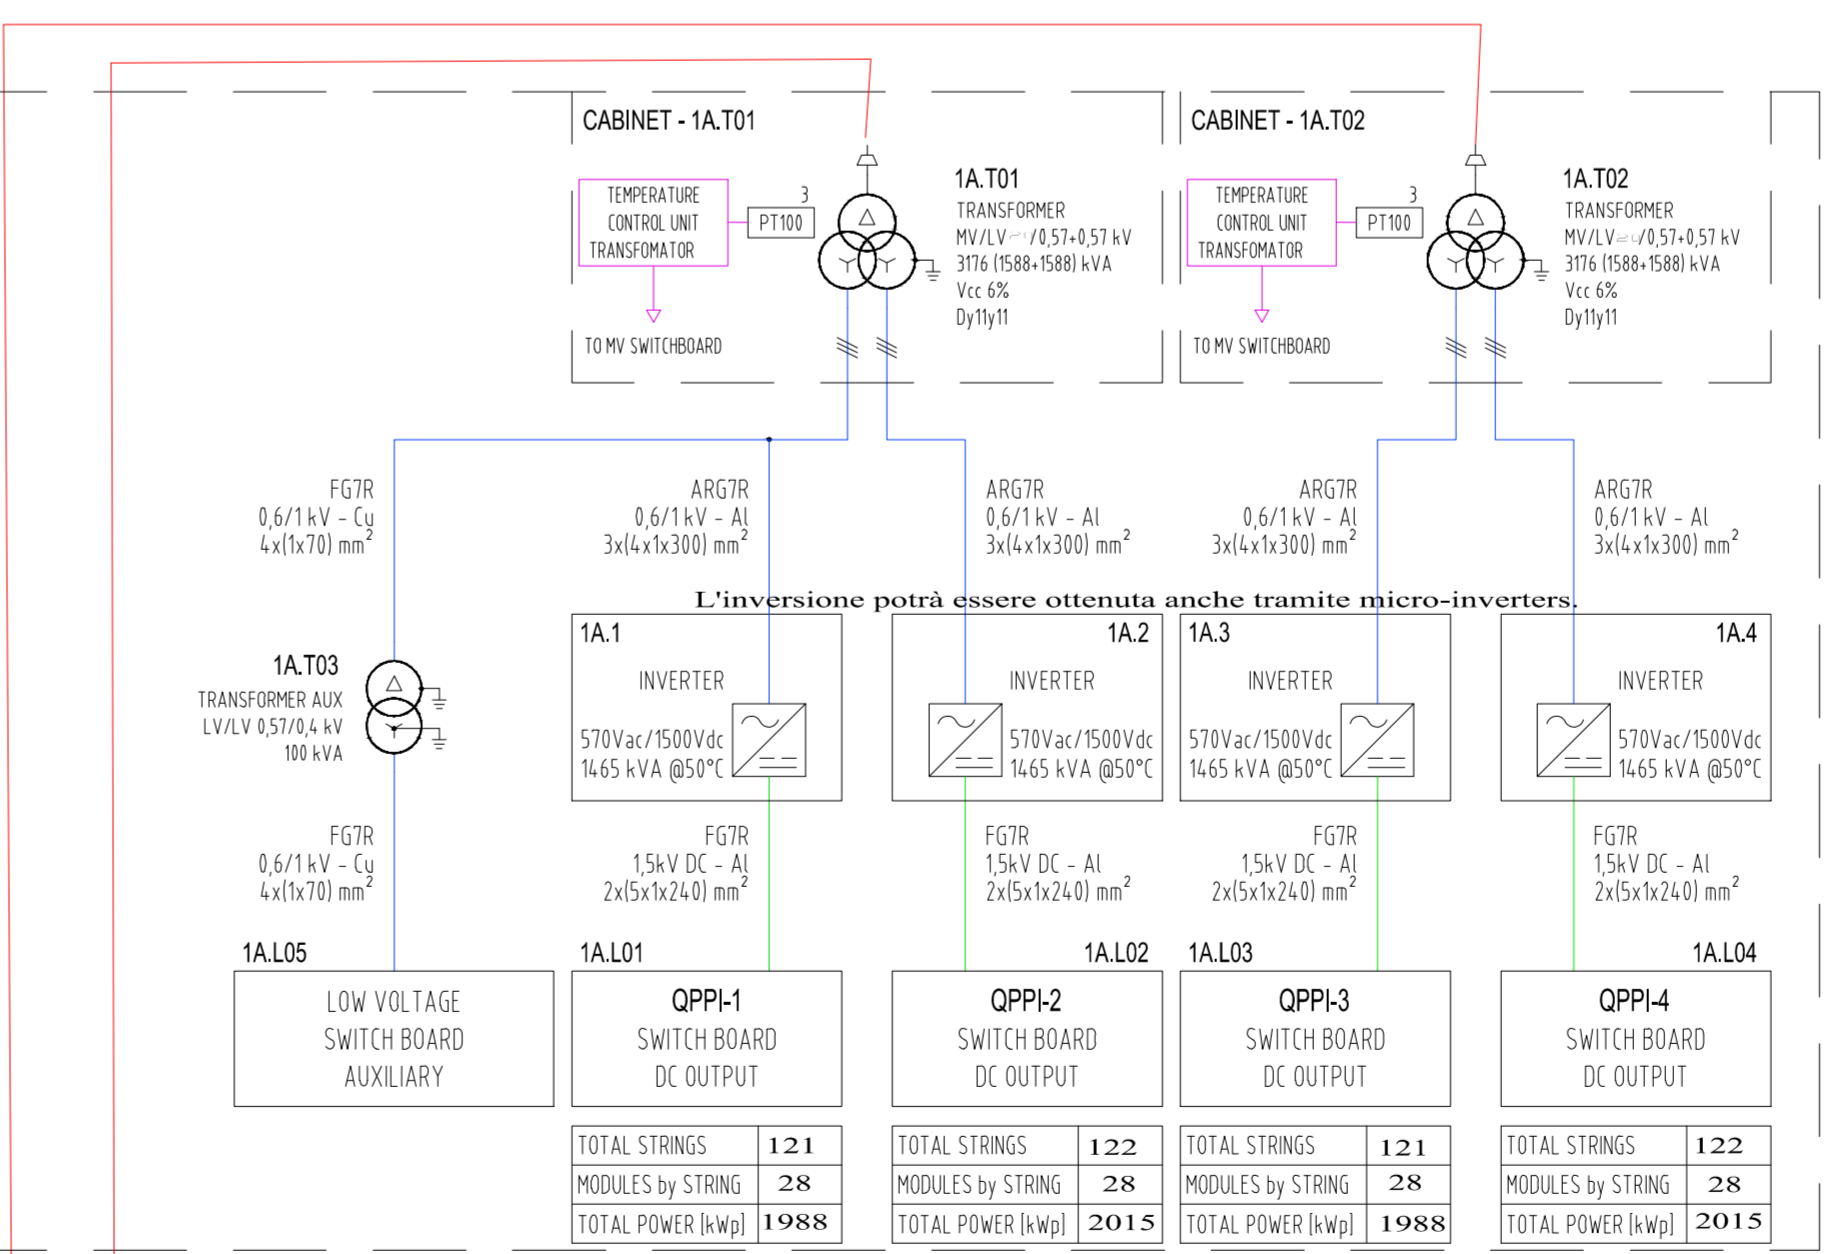 CABINET - 1A.T01
TEMPERATURE
CONTROL UNIT
TRANSFOMATOR
3
PT100
TO MV SWITCHBOARD
1A.T01
TRANSFORMER
MV/LV /0,57+0,57 kV
3176 (1588+1588) kVA
Vcc 6%
Dy11y11
CABINET - 1A.T02
TEMPERATURE
CONTROL UNIT
TRANSFOMATOR
3
PT100
TO MV SWITCHBOARD
1A.T02
TRANSFORMER
MV/LV /0,57+0,57 kV
3176 (1588+1588) kVA
Vcc 6%
Dy11y11
FG7R
0,6/1 kV - Cu
4x(1x70) mm²
ARG7R
0,6/1 kV - Al
3x(4x1x300) mm²
ARG7R
0,6/1 kV - Al
3x(4x1x300) mm²
ARG7R
0,6/1 kV - Al
3x(4x1x300) mm²
ARG7R
0,6/1 kV - Al
3x(4x1x300) mm²
L'inversione potrà essere ottenuta anche tramite micro-inverters.
1A.T03
TRANSFORMER AUX
LV/LV 0,57/0,4 kV
100 kVA
1A.1
INVERTER
570Vac/1500Vdc
1465 kVA @50°C
1A.2
INVERTER
570Vac/1500Vdc
1465 kVA @50°C
1A.3
INVERTER
570Vac/1500Vdc
1465 kVA @50°C
1A.4
INVERTER
570Vac/1500Vdc
1465 kVA @50°C
FG7R
0,6/1 kV - Cu
4x(1x70) mm²
FG7R
1,5kV DC - Al
2x(5x1x240) mm²
FG7R
1,5kV DC - Al
2x(5x1x240) mm²
FG7R
1,5kV DC - Al
2x(5x1x240) mm²
FG7R
1,5kV DC - Al
2x(5x1x240) mm²
1A.L05
LOW VOLTAGE
SWITCH BOARD
AUXILIARY
1A.L01
QPPI-1
SWITCH BOARD
DC OUTPUT
1A.L02
QPPI-2
SWITCH BOARD
DC OUTPUT
1A.L03
QPPI-3
SWITCH BOARD
DC OUTPUT
1A.L04
QPPI-4
SWITCH BOARD
DC OUTPUT
TOTAL STRINGS 121
MODULES by STRING 28
TOTAL POWER [kWp] 1988
TOTAL STRINGS 122
MODULES by STRING 28
TOTAL POWER [kWp] 2015
TOTAL STRINGS 121
MODULES by STRING 28
TOTAL POWER [kWp] 1988
TOTAL STRINGS 122
MODULES by STRING 28
TOTAL POWER [kWp] 2015